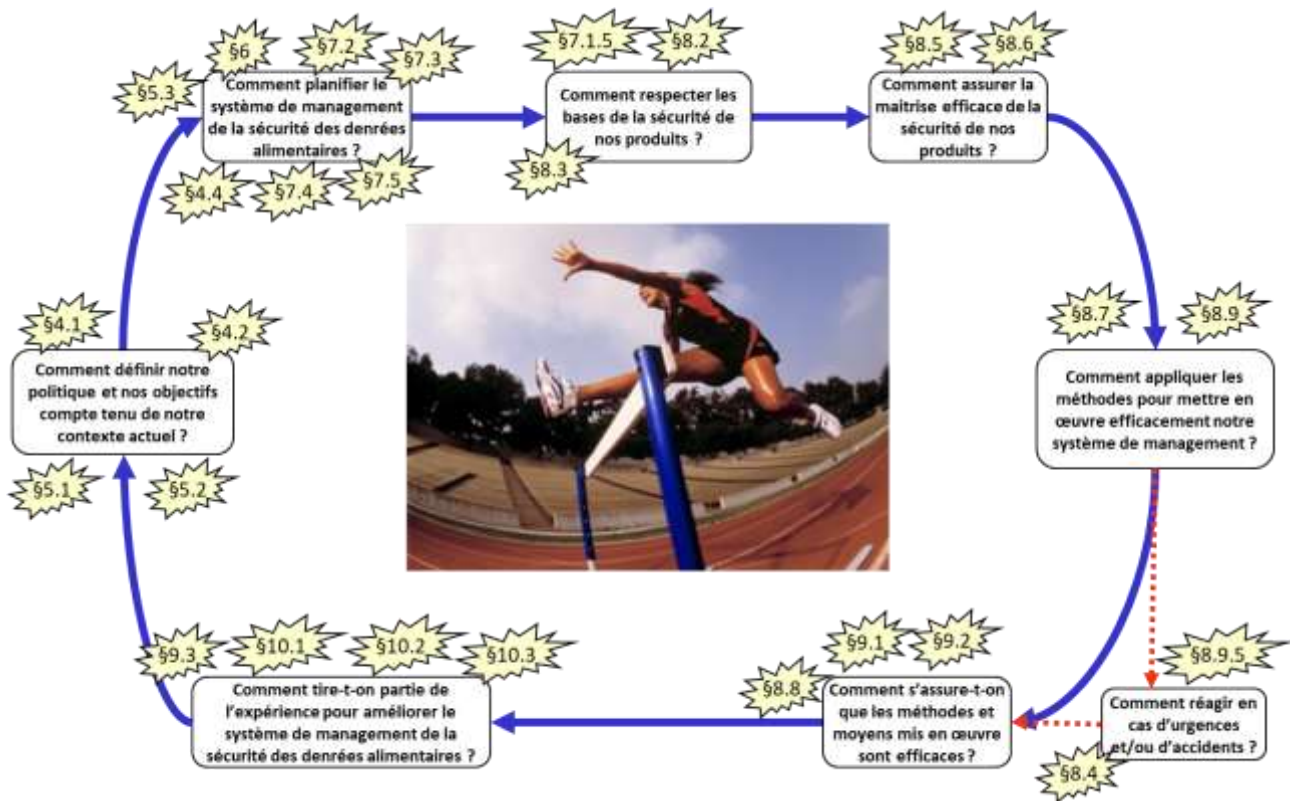 §6
§7.2
§7.3
§5.3
Comment planifier le
système de management
de la sécurité des denrées
alimentaires ?
§4.4
§7.4
§7.5
§7.1.5
§8.2
Comment respecter les
bases de la sécurité de
nos produits ?
§8.3
§8.5
§8.6
Comment assurer la
maitrise efficace de la
sécurité de nos
produits ?
§4.1
§4.2
Comment définir notre
politique et nos objectifs
compte tenu de notre
contexte actuel ?
§5.1
§5.2
§8.7
§8.9
Comment appliquer les
méthodes pour mettre en
œuvre efficacement notre
système de management ?
§9.3
§10.1
§10.2
§10.3
Comment tire-t-on partie de
l'expérience pour améliorer le
système de management de la
sécurité des denrées alimentaires ?
§9.1
§9.2
§8.8
Comment s'assure-t-on
que les méthodes et
moyens mis en œuvre
sont efficaces ?
§8.9.5
Comment réagir en
cas d'urgences
et/ou d'accidents ?
§8.4